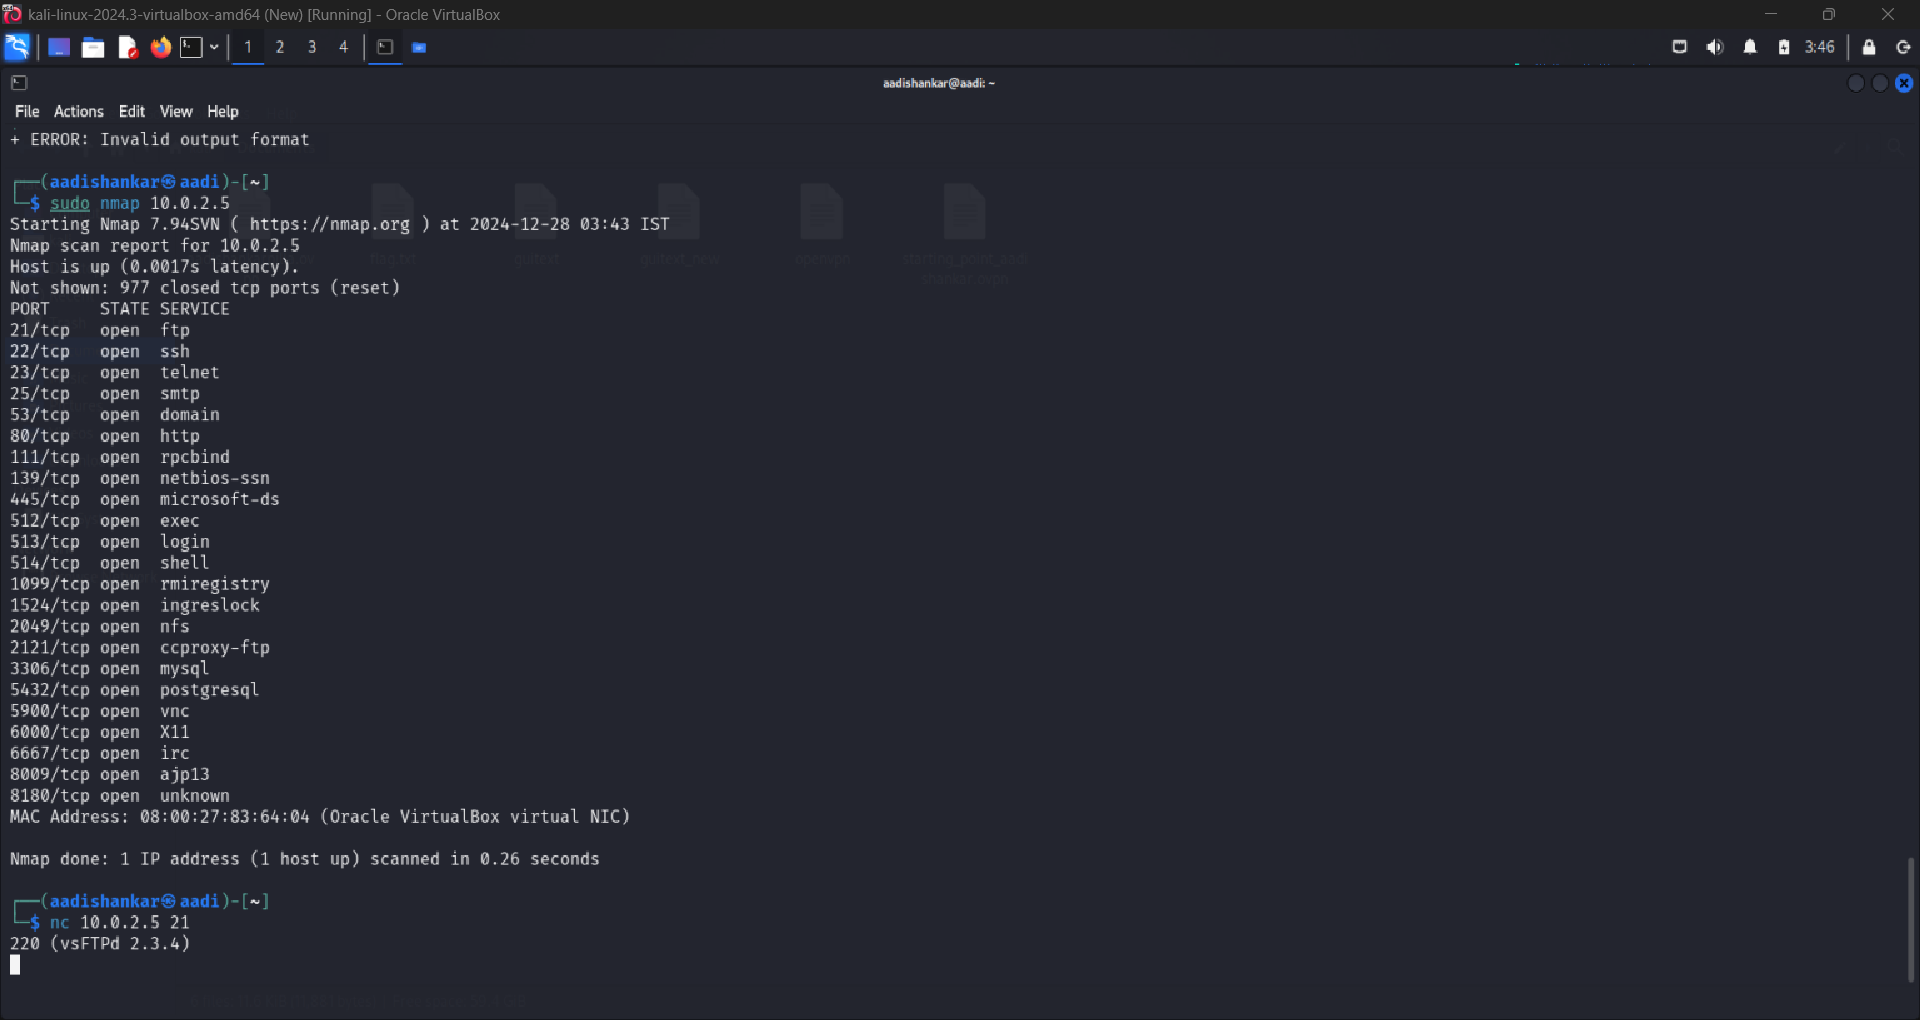 kali-linux-2024.3-virtualbox-amd64 (New) [Running] - Oracle VirtualBox
1 2 3 4 3:46
aadishankar@aadi: ~
File Actions Edit View Help
+ ERROR: Invalid output format
┌──(aadishankar㉿aadi)-[~]
└─$ sudo nmap 10.0.2.5
Starting Nmap 7.94SVN ( https://nmap.org ) at 2024-12-28 03:43 IST
Nmap scan report for 10.0.2.5
Host is up (0.0017s latency).
Not shown: 977 closed tcp ports (reset)
PORT     STATE SERVICE
21/tcp   open  ftp
22/tcp   open  ssh
23/tcp   open  telnet
25/tcp   open  smtp
53/tcp   open  domain
80/tcp   open  http
111/tcp  open  rpcbind
139/tcp  open  netbios-ssn
445/tcp  open  microsoft-ds
512/tcp  open  exec
513/tcp  open  login
514/tcp  open  shell
1099/tcp open  rmiregistry
1524/tcp open  ingreslock
2049/tcp open  nfs
2121/tcp open  ccproxy-ftp
3306/tcp open  mysql
5432/tcp open  postgresql
5900/tcp open  vnc
6000/tcp open  X11
6667/tcp open  irc
8009/tcp open  ajp13
8180/tcp open  unknown
MAC Address: 08:00:27:83:64:04 (Oracle VirtualBox virtual NIC)
Nmap done: 1 IP address (1 host up) scanned in 0.26 seconds
┌──(aadishankar㉿aadi)-[~]
└─$ nc 10.0.2.5 21
220 (vsFTPd 2.3.4)